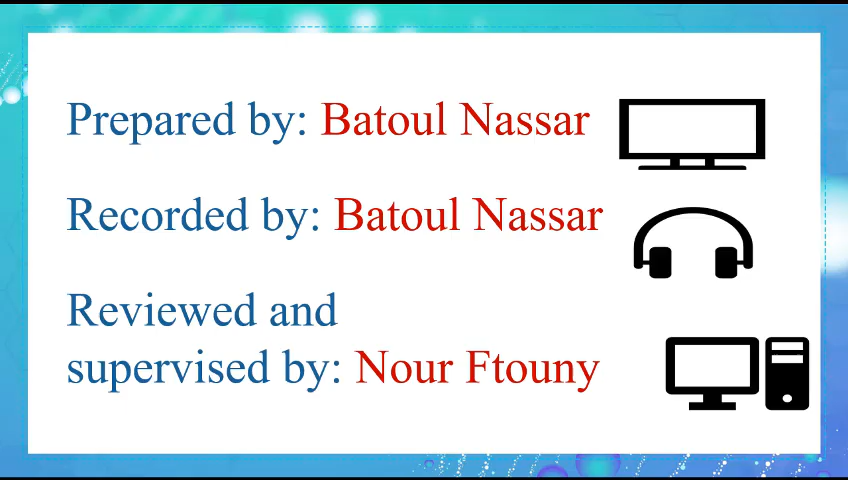 Prepared by: Batoul Nassar
Recorded by: Batoul Nassar
Reviewed and
supervised by: Nour Ftouny